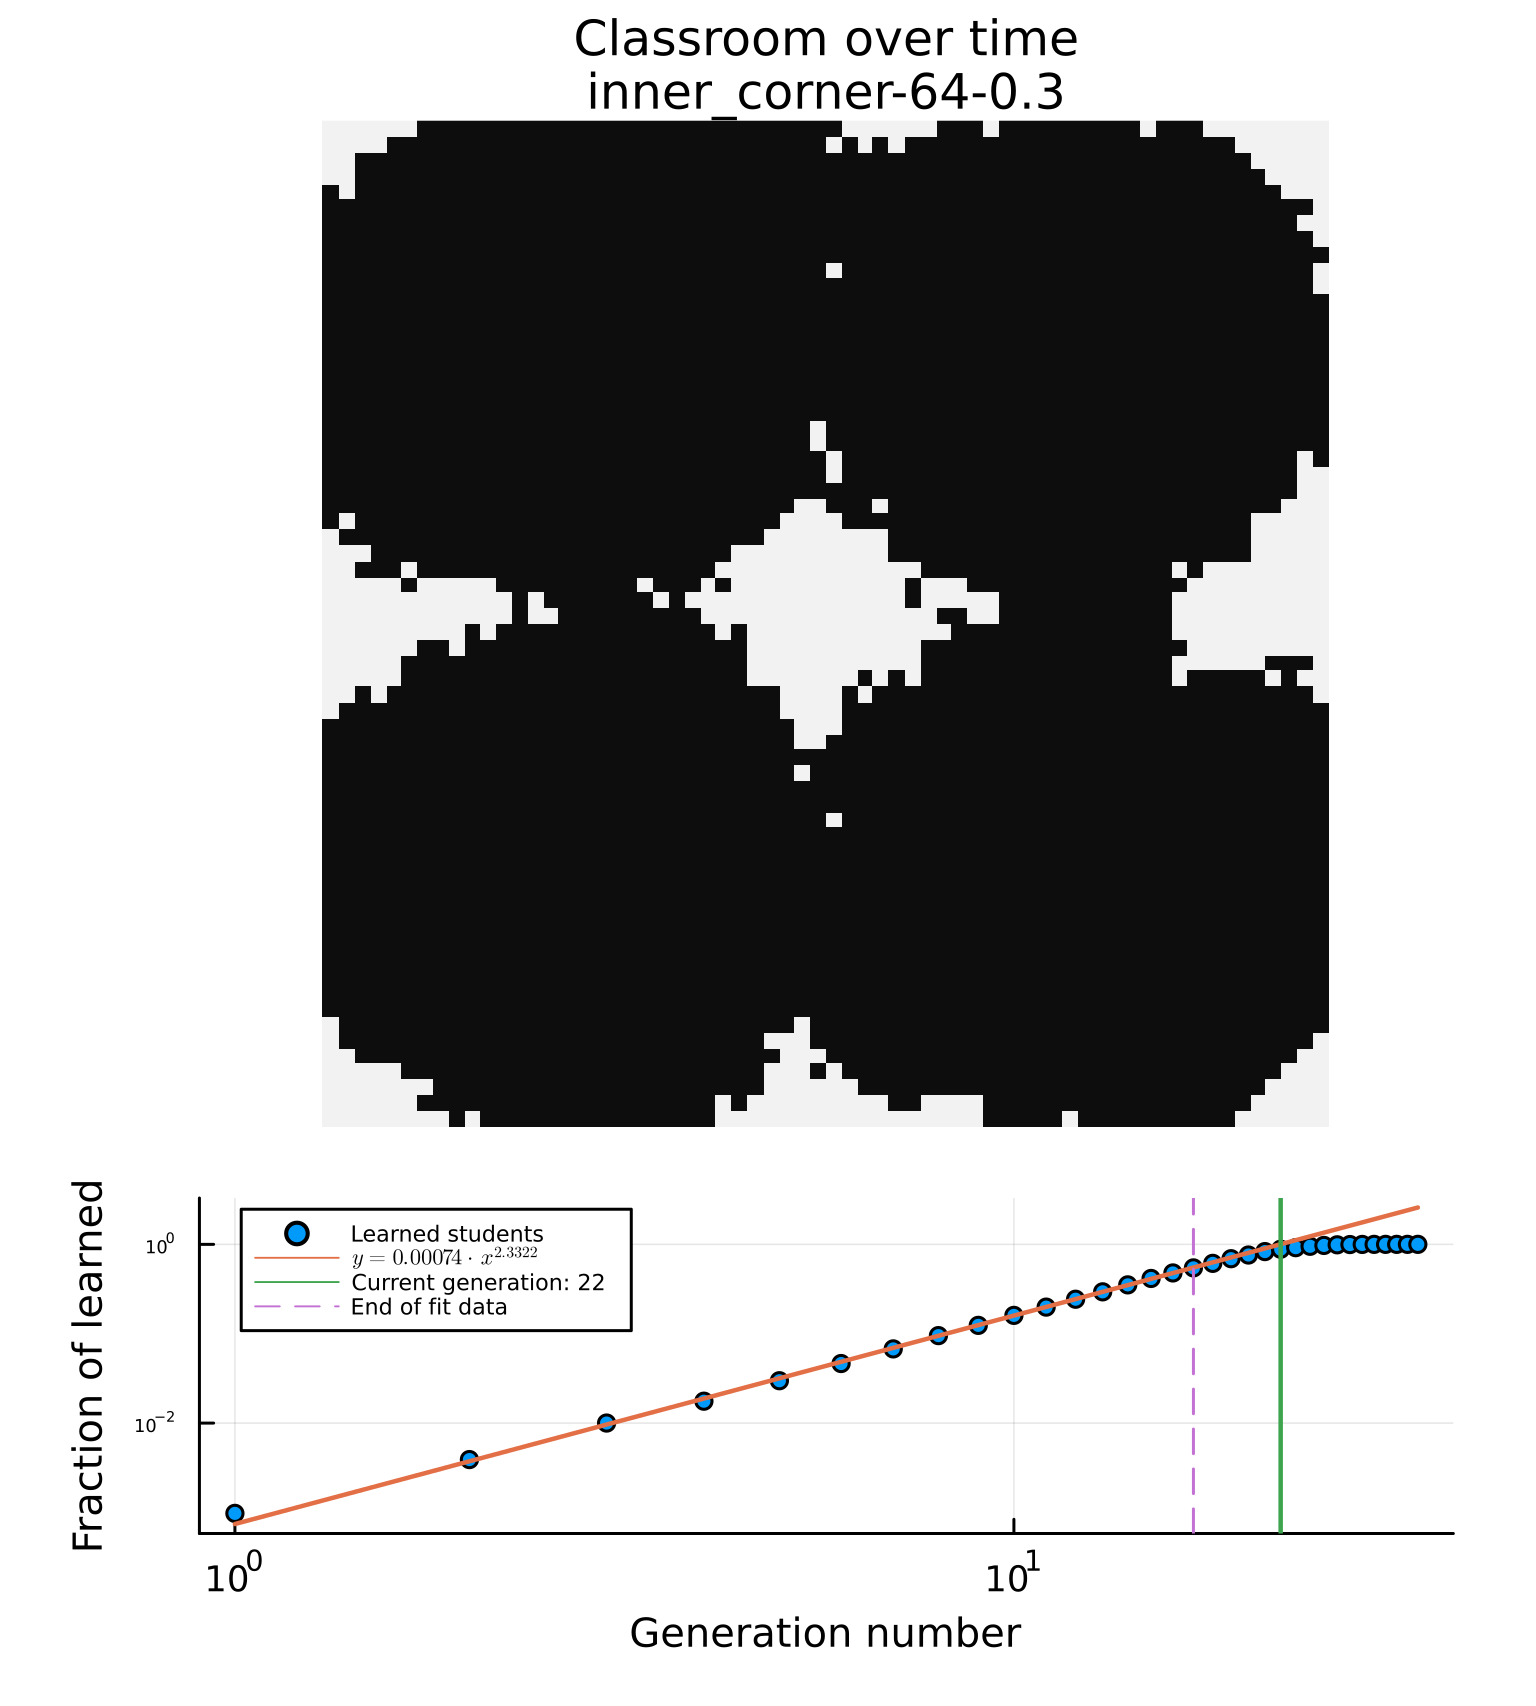 Classroom over time
inner_corner-64-0.3
Fraction of learned
10^0
10^-2
Learned students
y = 0.00074 · x^2.3322
Current generation: 22
End of fit data
10^0
10^1
Generation number